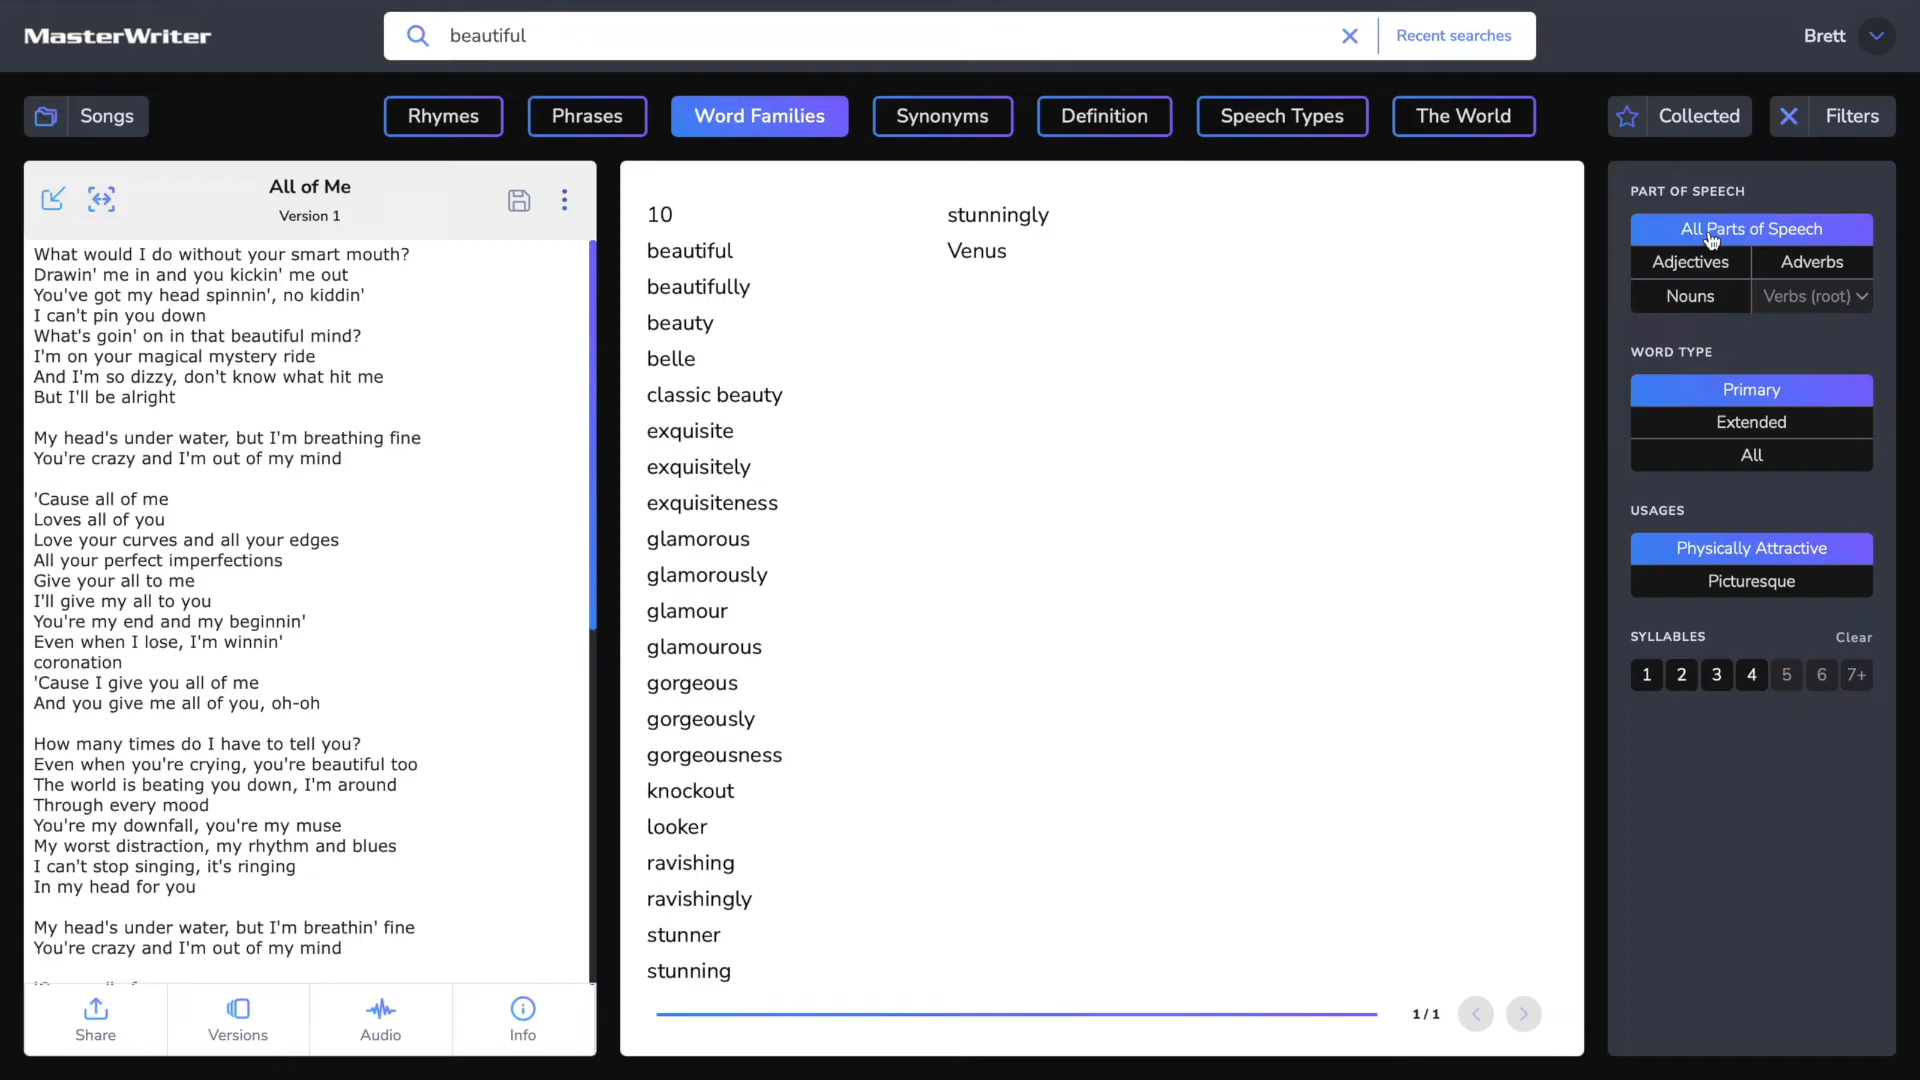 MasterWriter
beautiful
Recent searches
Brett
Songs
Rhymes
Phrases
Word Families
Synonyms
Definition
Speech Types
The World
Collected
Filters
All of Me
Version 1
What would I do without your smart mouth?
Drawin' me in and you kickin' me out
You've got my head spinnin', no kiddin'
I can't pin you down
What's goin' on in that beautiful mind?
I'm on your magical mystery ride
And I'm so dizzy, don't know what hit me
But I'll be alright
My head's under water, but I'm breathing fine
You're crazy and I'm out of my mind
'Cause all of me
Loves all of you
Love your curves and all your edges
All your perfect imperfections
Give your all to me
I'll give my all to you
You're my end and my beginnin'
Even when I lose, I'm winnin'
coronation
'Cause I give you all of me
And you give me all of you, oh-oh
How many times do I have to tell you?
Even when you're crying, you're beautiful too
The world is beating you down, I'm around
Through every mood
You're my downfall, you're my muse
My worst distraction, my rhythm and blues
I can't stop singing, it's ringing
In my head for you
My head's under water, but I'm breathin' fine
You're crazy and I'm out of my mind
Share
Versions
Audio
Info
10
beautiful
beautifully
beauty
belle
classic beauty
exquisite
exquisitely
exquisiteness
glamorous
glamorously
glamour
glamourous
gorgeous
gorgeously
gorgeousness
knockout
looker
ravishing
ravishingly
stunner
stunning
stunningly
Venus
1 / 1
PART OF SPEECH
All Parts of Speech
Adjectives
Adverbs
Nouns
Verbs (root)
WORD TYPE
Primary
Extended
All
USAGES
Physically Attractive
Picturesque
SYLLABLES
Clear
1 2 3 4 5 6 7+